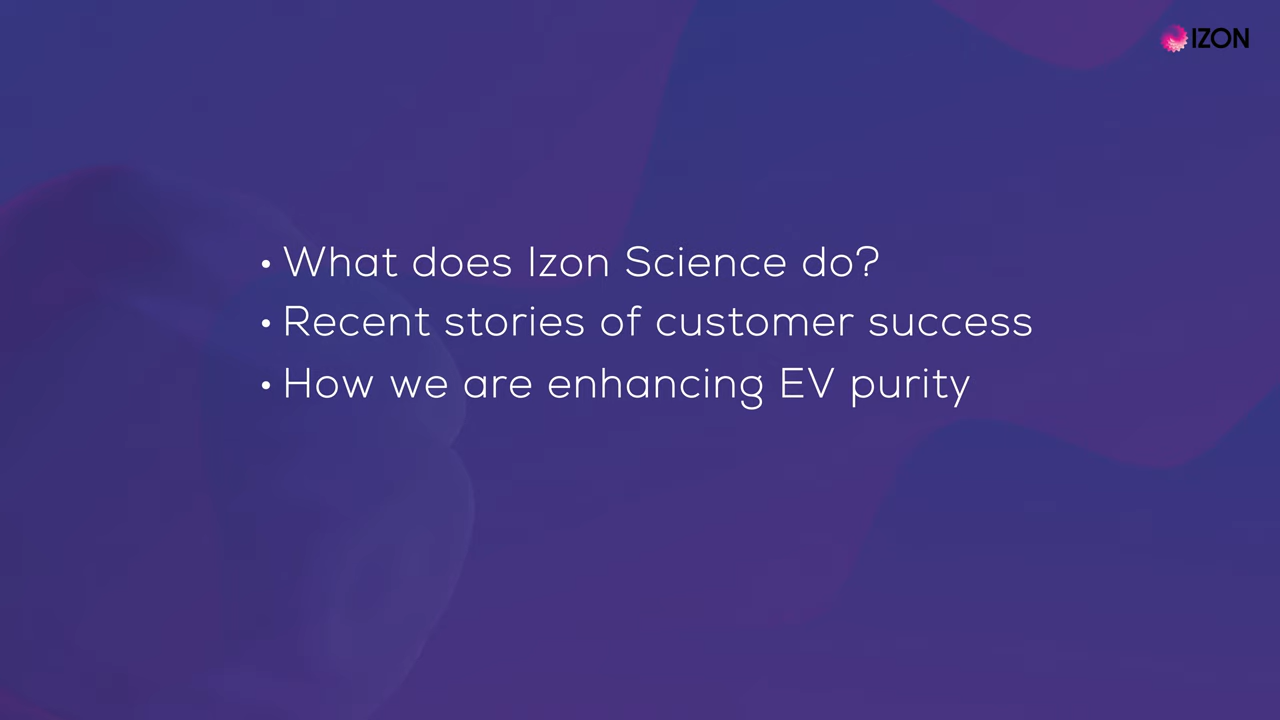 IZON
• What does Izon Science do?
• Recent stories of customer success
• How we are enhancing EV purity